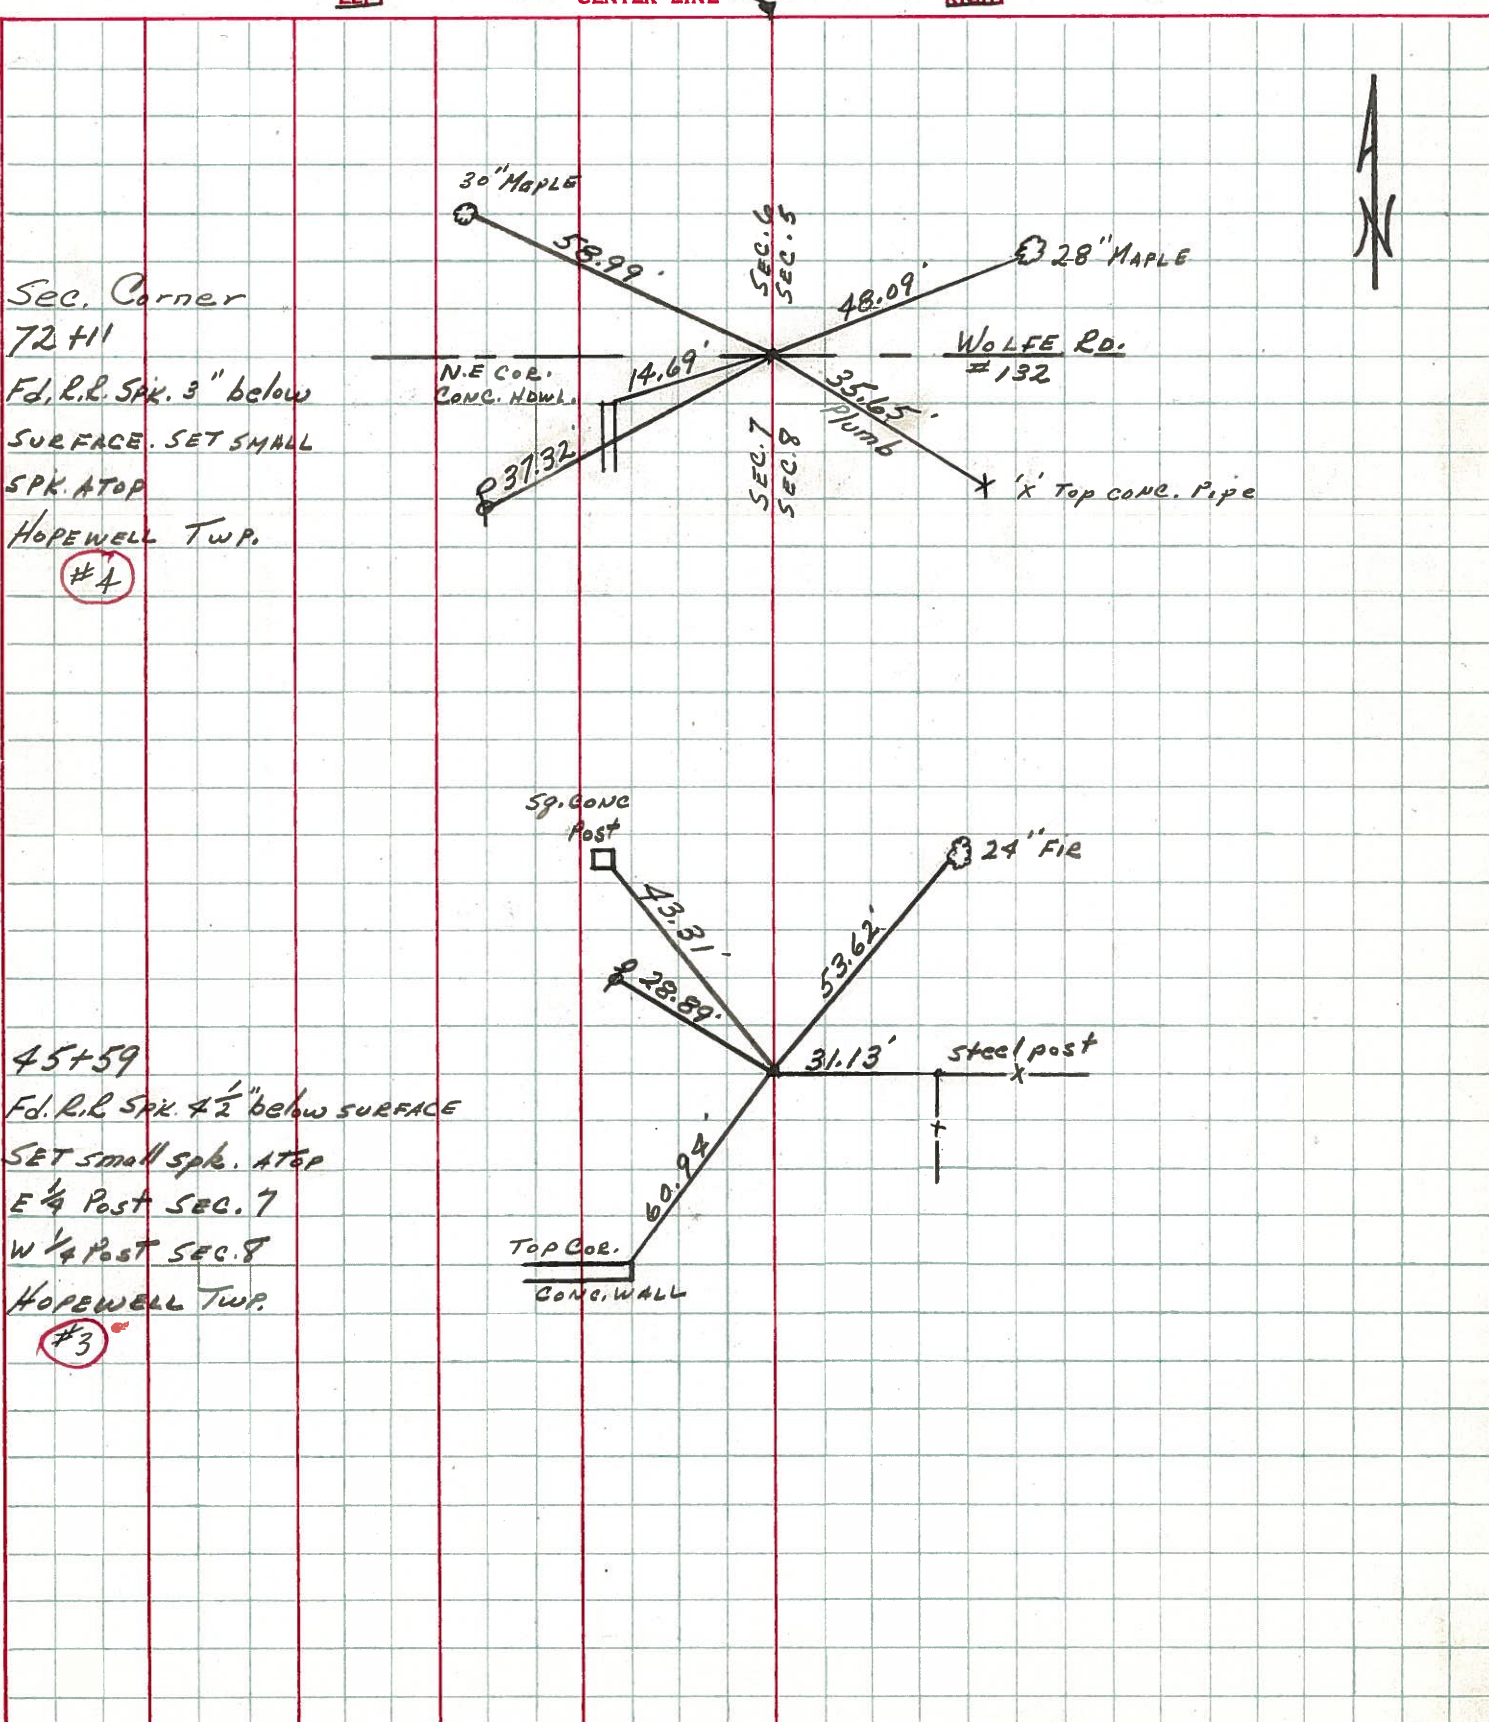 CENTER LINE
30" MAPLE
58.99'
SEC. 6
SEC. 5
28" MAPLE
48.09'
N
Sec. Corner
72+11
Fd. R.R. Spk. 3" below
SURFACE. SET SMALL
SPK. ATOP
HOPEWELL TWP.
#4
WOLFE RD.
#132
N.E COR.
CONC. HDWL.
14.69'
35.65'
Plumb
37.32'
SEC. 7
SEC. 8
'X' Top CONC. Pipe
Sq. CONC
Post
43.31'
24" FIR
53.62'
28.89'
31.13'
steel post
45+59
Fd. R.R Spk. 4 1/2" below SURFACE
SET small spk. ATOP
E 1/4 Post SEC. 7
W 1/4 Post SEC. 8
HOPEWELL TWP.
#3
60.94'
TOP COR.
CONC. WALL